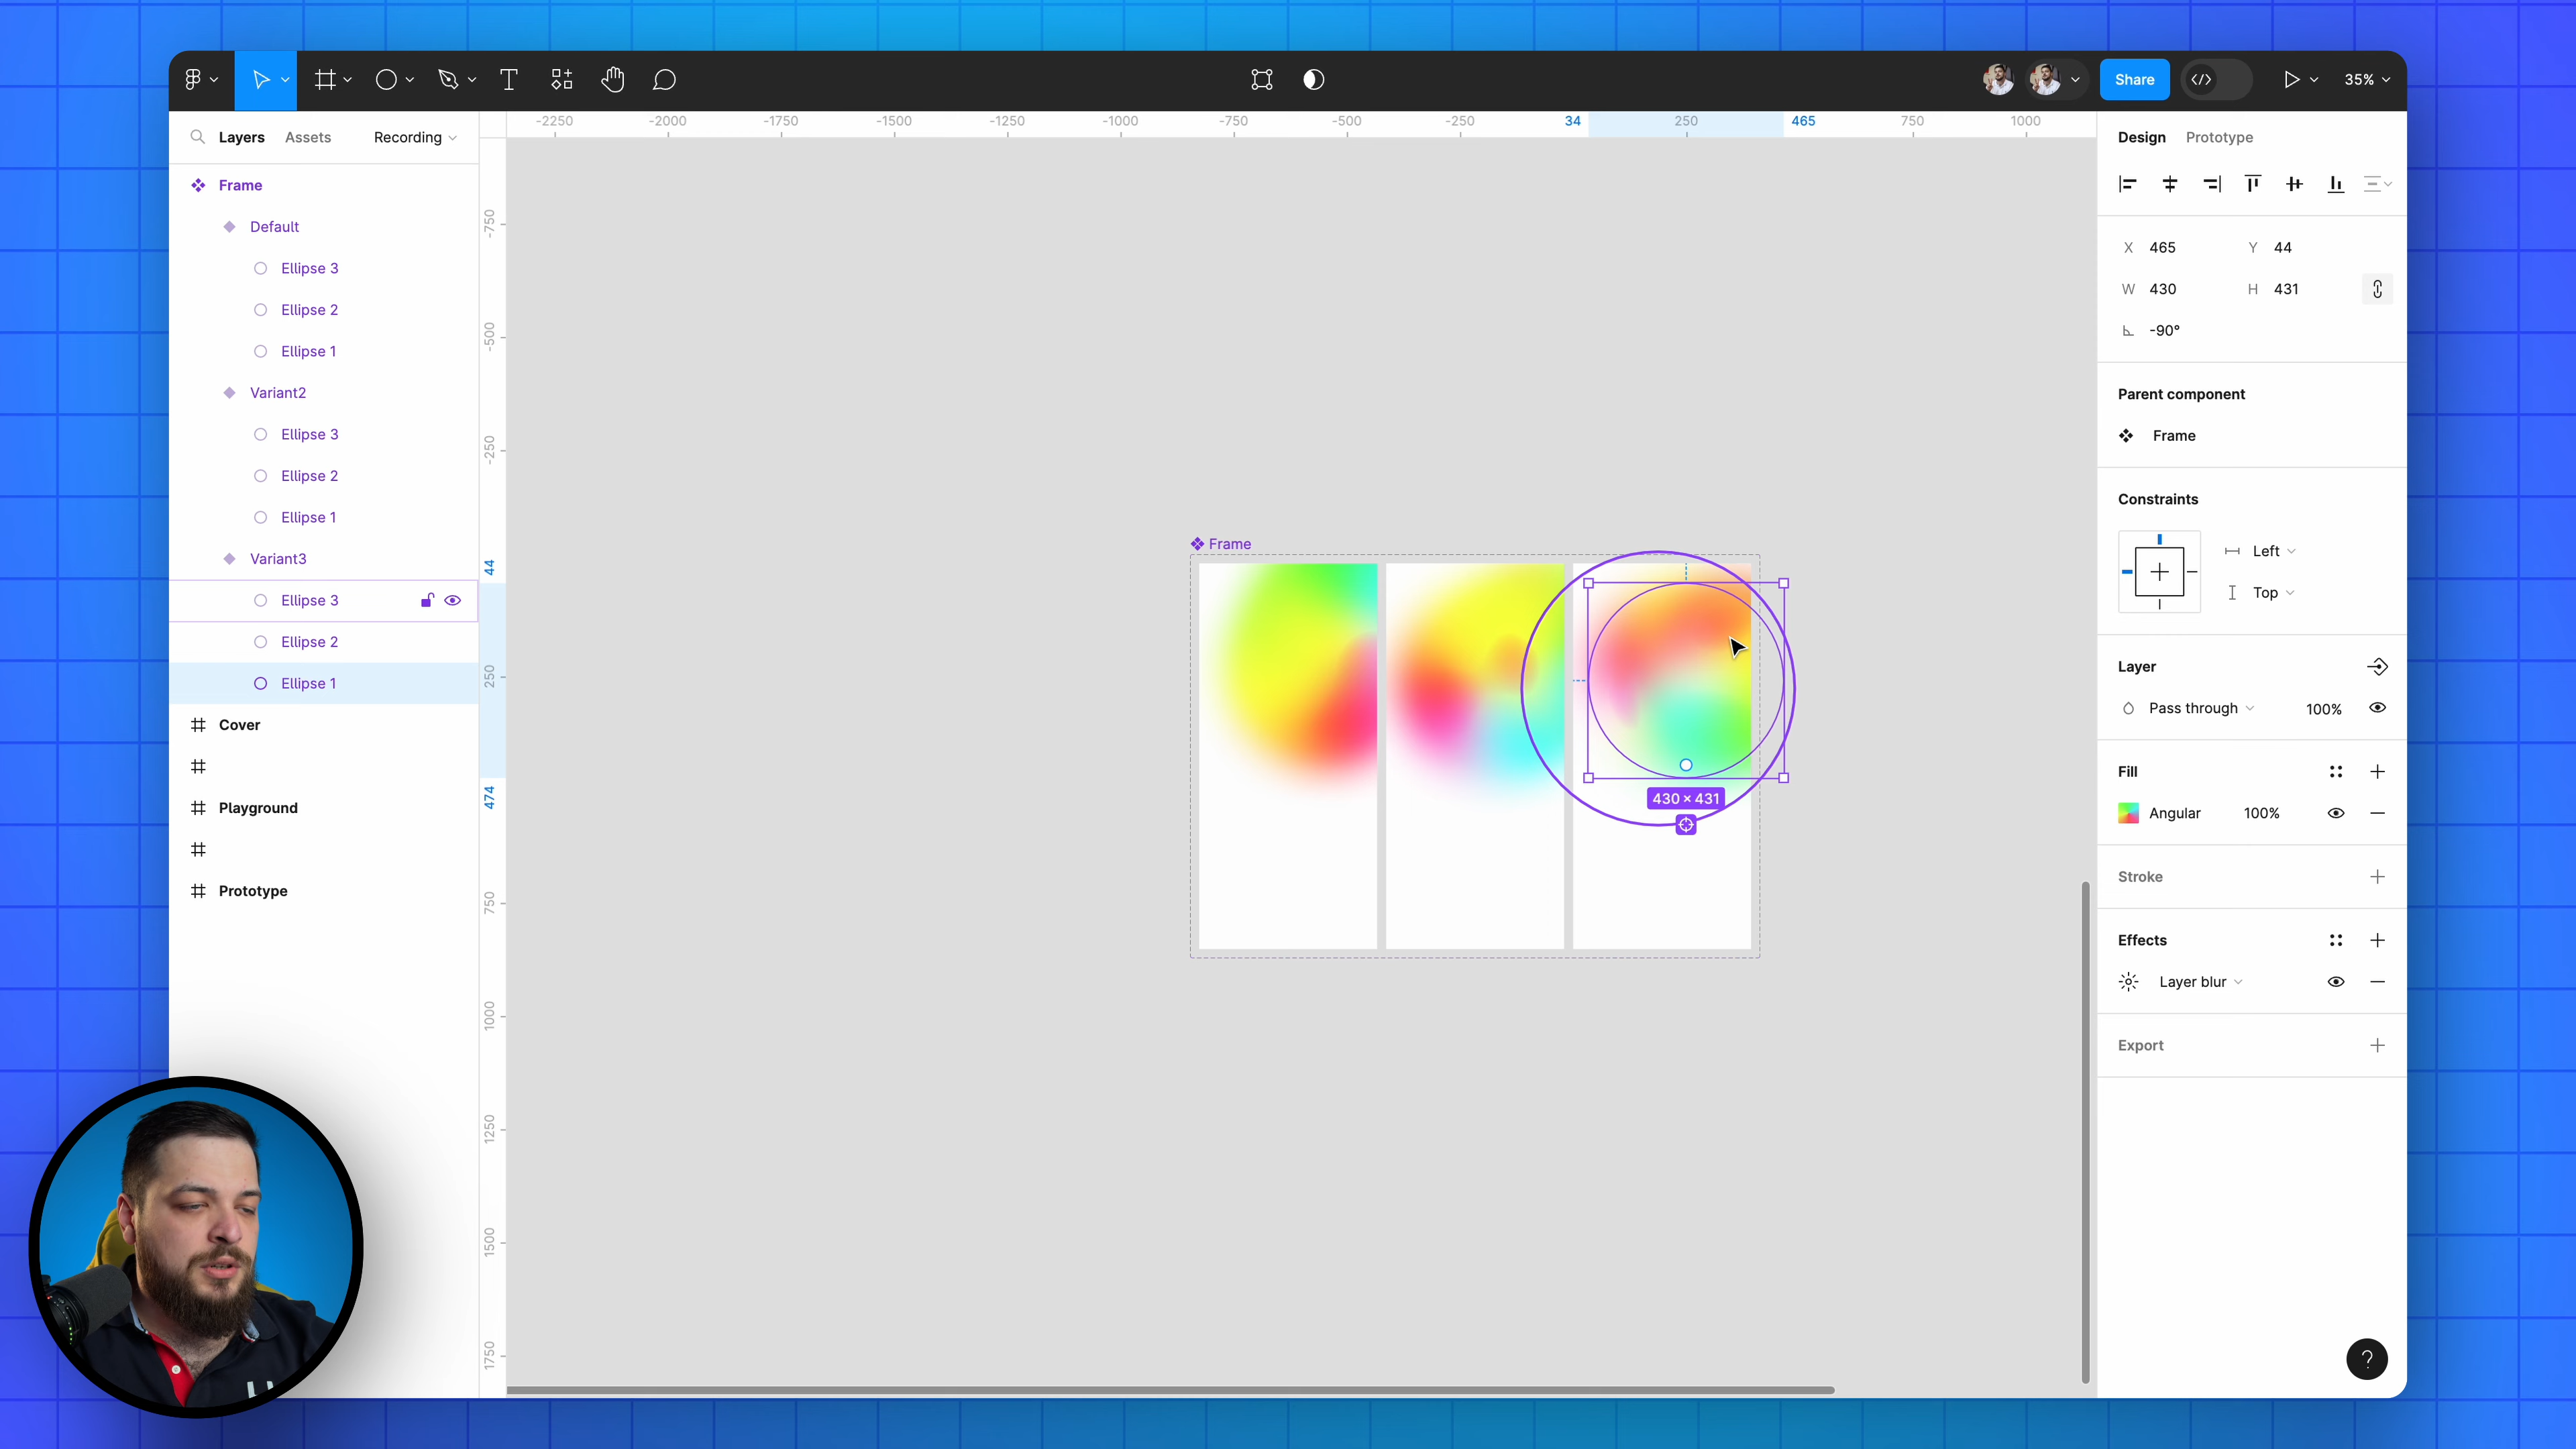 Share
35%
Layers
Assets
Recording
-2250
-2000
-1750
-1500
-1250
-1000
-750
-500
-250
34
250
465
750
1000
Design
Prototype
Frame
Default
Ellipse 3
Ellipse 2
Ellipse 1
Variant2
Ellipse 3
Ellipse 2
Ellipse 1
Variant3
Ellipse 3
Ellipse 2
Ellipse 1
Cover
Playground
Prototype
-750
-500
-250
44
250
474
750
1000
1250
1500
1750
Frame
430 × 431
X 465 Y 44
W 430 H 431
-90°
Parent component
Frame
Constraints
Left
Top
Layer
Pass through 100%
Fill
Angular 100%
Stroke
Effects
Layer blur
Export
?